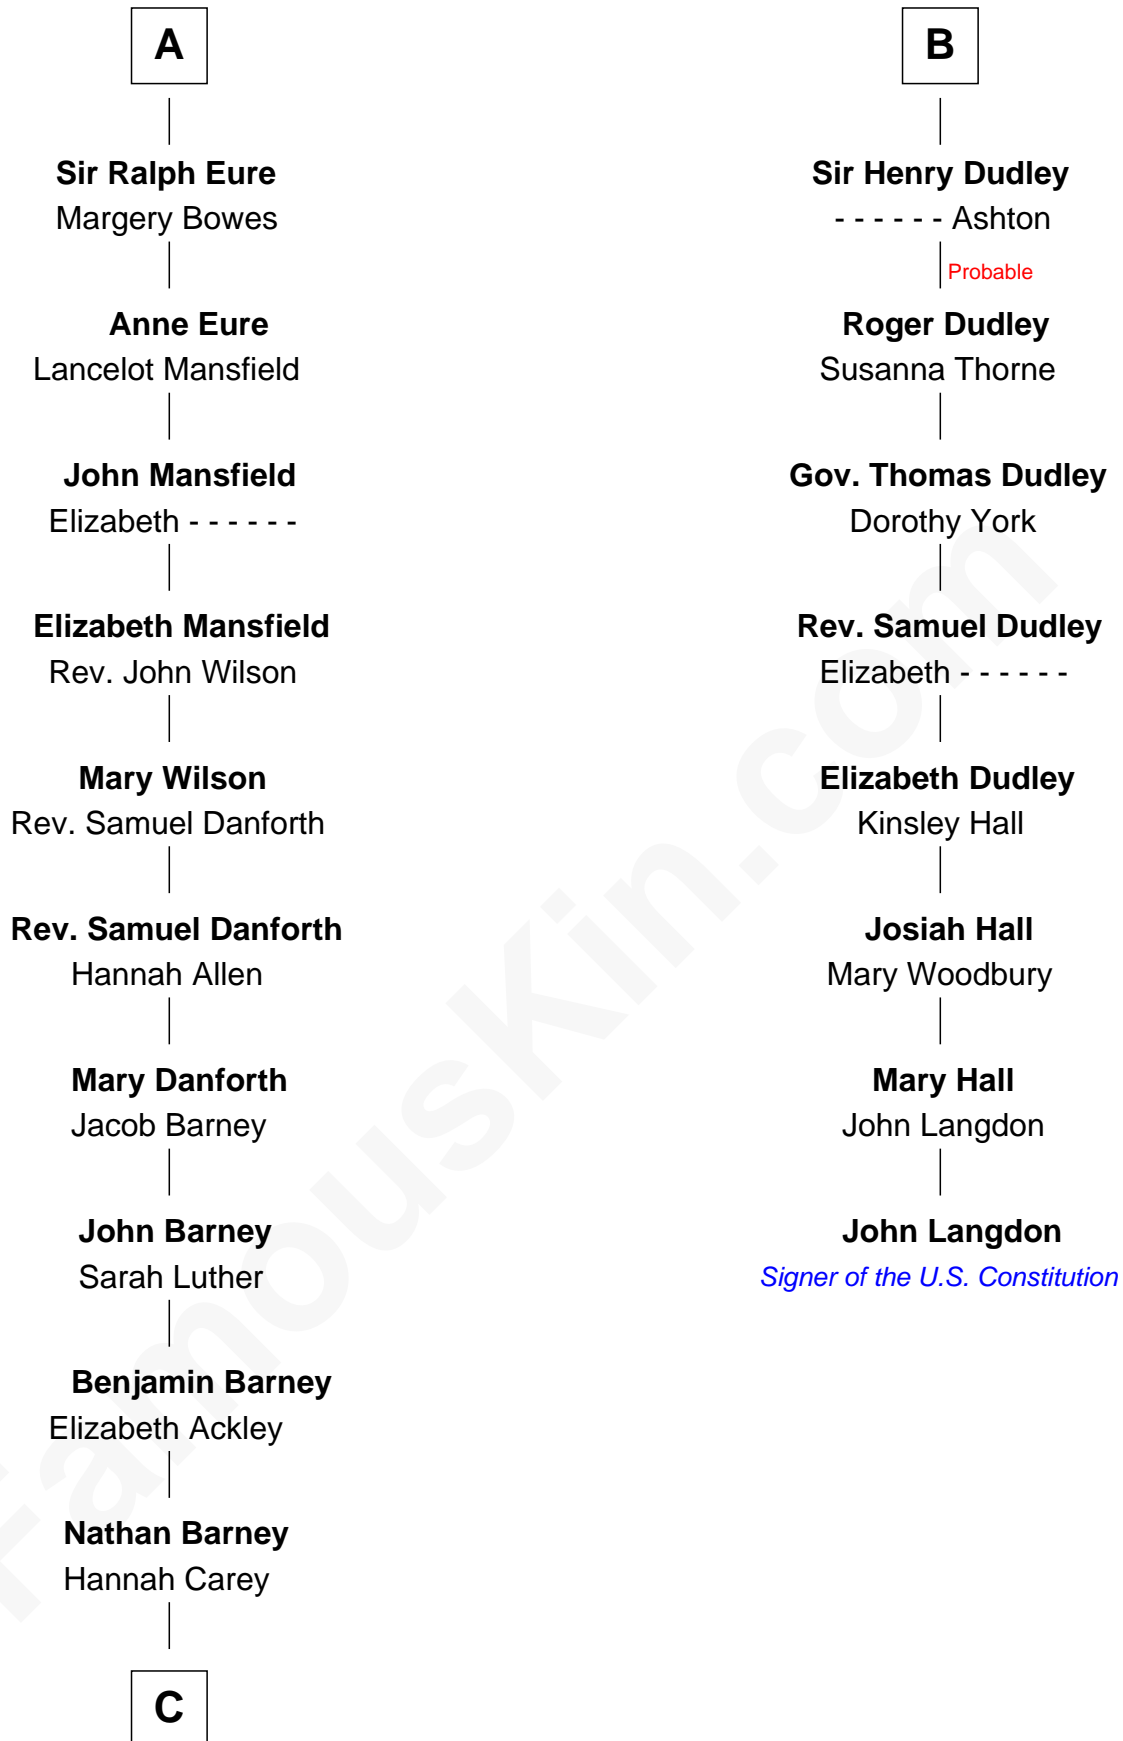 A
Sir Ralph Eure
Margery Bowes
Anne Eure
Lancelot Mansfield
John Mansfield
Elizabeth - - - - - -
Elizabeth Mansfield
Rev. John Wilson
Mary Wilson
Rev. Samuel Danforth
Rev. Samuel Danforth
Hannah Allen
Mary Danforth
Jacob Barney
John Barney
Sarah Luther
Benjamin Barney
Elizabeth Ackley
Nathan Barney
Hannah Carey
C
B
Sir Henry Dudley
- - - - - - Ashton
Probable
Roger Dudley
Susanna Thorne
Gov. Thomas Dudley
Dorothy York
Rev. Samuel Dudley
Elizabeth - - - - - -
Elizabeth Dudley
Kinsley Hall
Josiah Hall
Mary Woodbury
Mary Hall
John Langdon
John Langdon
Signer of the U.S. Constitution
FamousKin.com